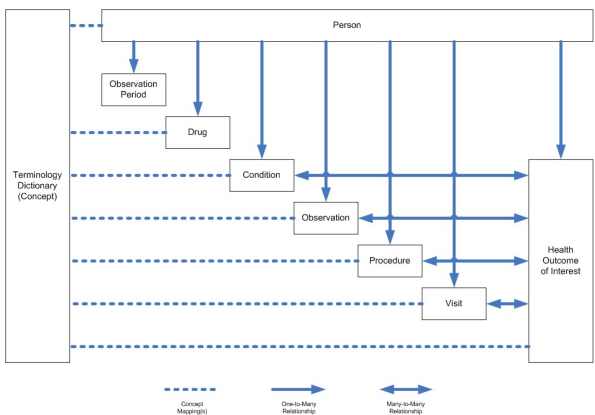 Person
Observation
Period
Drug
Terminology
Dictionary
(Concept)
Condition
Observation
Procedure
Health
Outcome
of Interest
Visit
Concept
Mapping(s)
One-to-Many
Relationship
Many-to-Many
Relationship